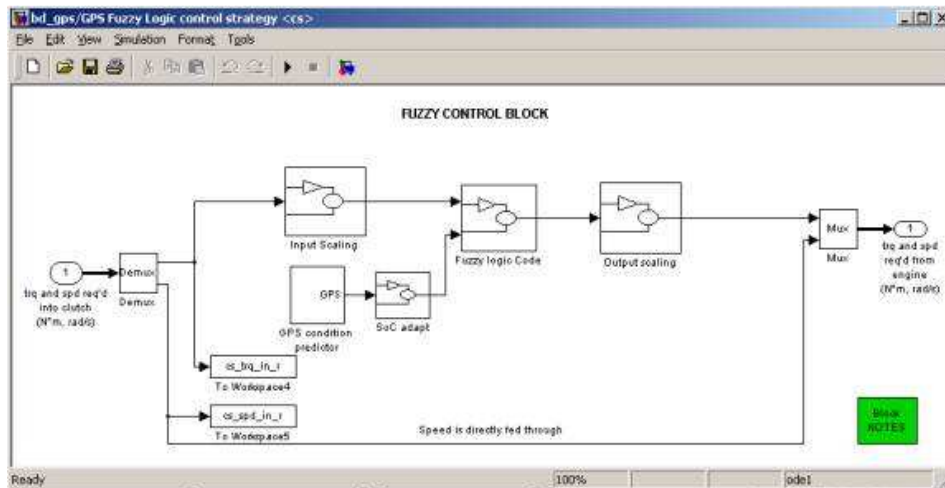 bd_gps/GPS Fuzzy Logic control strategy <cs>
File Edit View Simulation Format Tools
FUZZY CONTROL BLOCK
Input Scaling
Fuzzy logic Code
Output scaling
Mux
Mux
1
trq and spd
req'd from
engine
(N*m, rad/s)
1
trq and spd req'd
into clutch
(N*m, rad/s)
Demux
Demux
GPS
GPS condition
predictor
SoC adapt
cs_trq_in_r
To Workspace4
cs_spd_in_r
To Workspace5
Speed is directly fed through
Block
NOTES
Ready 100% ode1